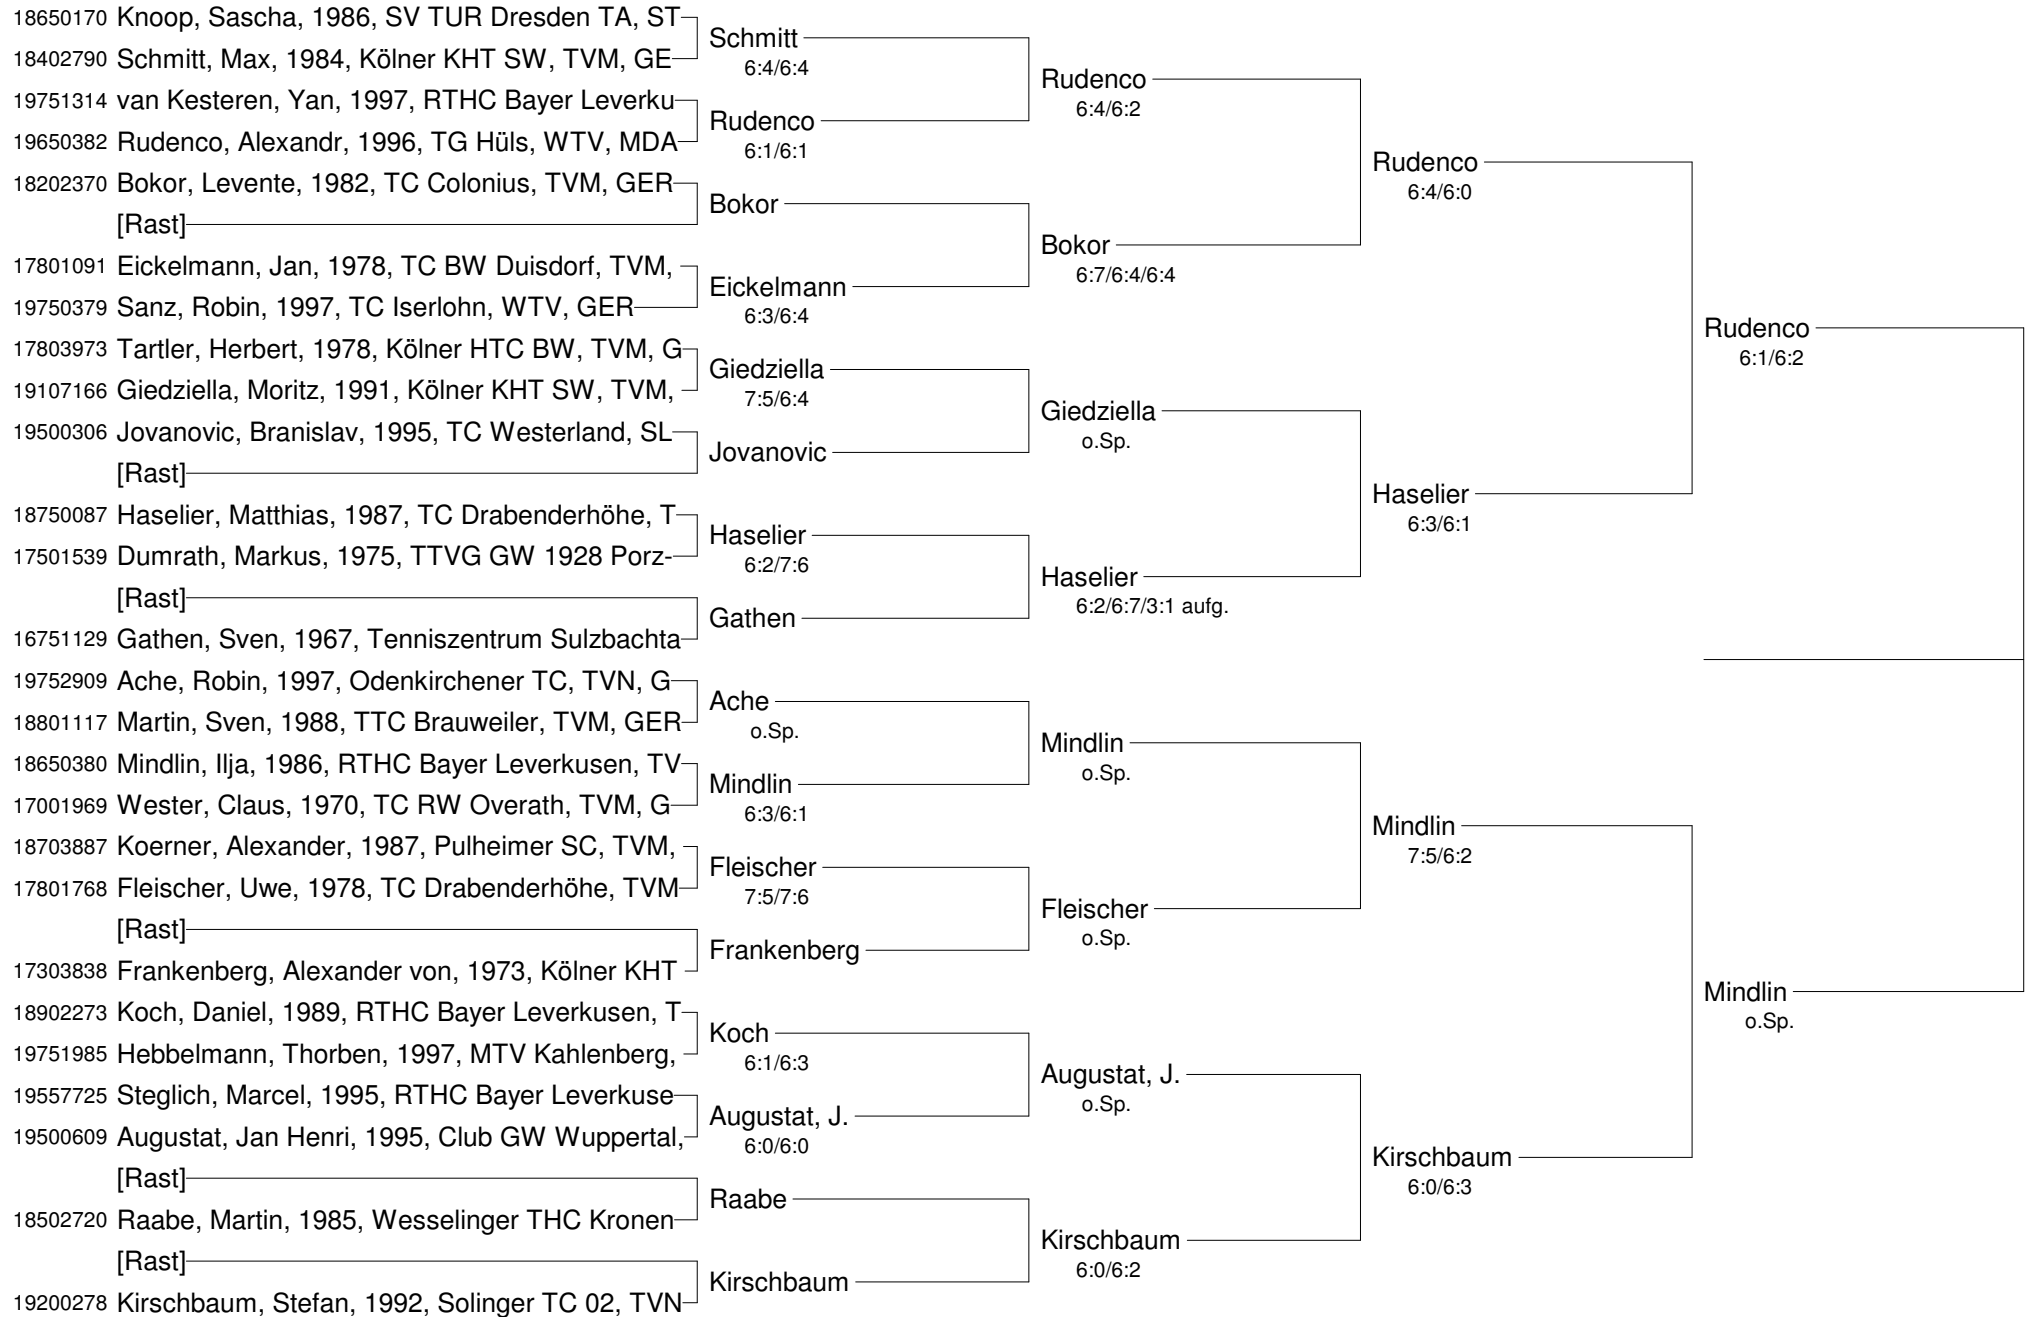 18650170 Knoop, Sascha, 1986, SV TUR Dresden TA, ST
18402790 Schmitt, Max, 1984, Kölner KHT SW, TVM, GE
19751314 van Kesteren, Yan, 1997, RTHC Bayer Leverku
19650382 Rudenco, Alexandr, 1996, TG Hüls, WTV, MDA
18202370 Bokor, Levente, 1982, TC Colonius, TVM, GER
[Rast]
17801091 Eickelmann, Jan, 1978, TC BW Duisdorf, TVM,
19750379 Sanz, Robin, 1997, TC Iserlohn, WTV, GER
17803973 Tartler, Herbert, 1978, Kölner HTC BW, TVM, G
19107166 Giedziella, Moritz, 1991, Kölner KHT SW, TVM,
19500306 Jovanovic, Branislav, 1995, TC Westerland, SL
[Rast]
18750087 Haselier, Matthias, 1987, TC Drabenderhöhe, T
17501539 Dumrath, Markus, 1975, TTVG GW 1928 Porz-
[Rast]
16751129 Gathen, Sven, 1967, Tenniszentrum Sulzbachta
19752909 Ache, Robin, 1997, Odenkirchener TC, TVN, G
18801117 Martin, Sven, 1988, TTC Brauweiler, TVM, GER
18650380 Mindlin, Ilja, 1986, RTHC Bayer Leverkusen, TV
17001969 Wester, Claus, 1970, TC RW Overath, TVM, G
18703887 Koerner, Alexander, 1987, Pulheimer SC, TVM,
17801768 Fleischer, Uwe, 1978, TC Drabenderhöhe, TVM
[Rast]
17303838 Frankenberg, Alexander von, 1973, Kölner KHT
18902273 Koch, Daniel, 1989, RTHC Bayer Leverkusen, T
19751985 Hebbelmann, Thorben, 1997, MTV Kahlenberg,
19557725 Steglich, Marcel, 1995, RTHC Bayer Leverkuse
19500609 Augustat, Jan Henri, 1995, Club GW Wuppertal,
[Rast]
18502720 Raabe, Martin, 1985, Wesselinger THC Kronen
[Rast]
19200278 Kirschbaum, Stefan, 1992, Solinger TC 02, TVN
Schmitt
6:4/6:4
Rudenco
6:1/6:1
Bokor
Eickelmann
6:3/6:4
Giedziella
7:5/6:4
Jovanovic
Haselier
6:2/7:6
Gathen
Ache
o.Sp.
Mindlin
6:3/6:1
Fleischer
7:5/7:6
Frankenberg
Koch
6:1/6:3
Augustat, J.
6:0/6:0
Raabe
Kirschbaum
Rudenco
6:4/6:2
Bokor
6:7/6:4/6:4
Giedziella
o.Sp.
Haselier
6:2/6:7/3:1 aufg.
Mindlin
o.Sp.
Fleischer
o.Sp.
Augustat, J.
o.Sp.
Kirschbaum
6:0/6:2
Rudenco
6:4/6:0
Haselier
6:3/6:1
Mindlin
7:5/6:2
Kirschbaum
6:0/6:3
Rudenco
6:1/6:2
Mindlin
o.Sp.